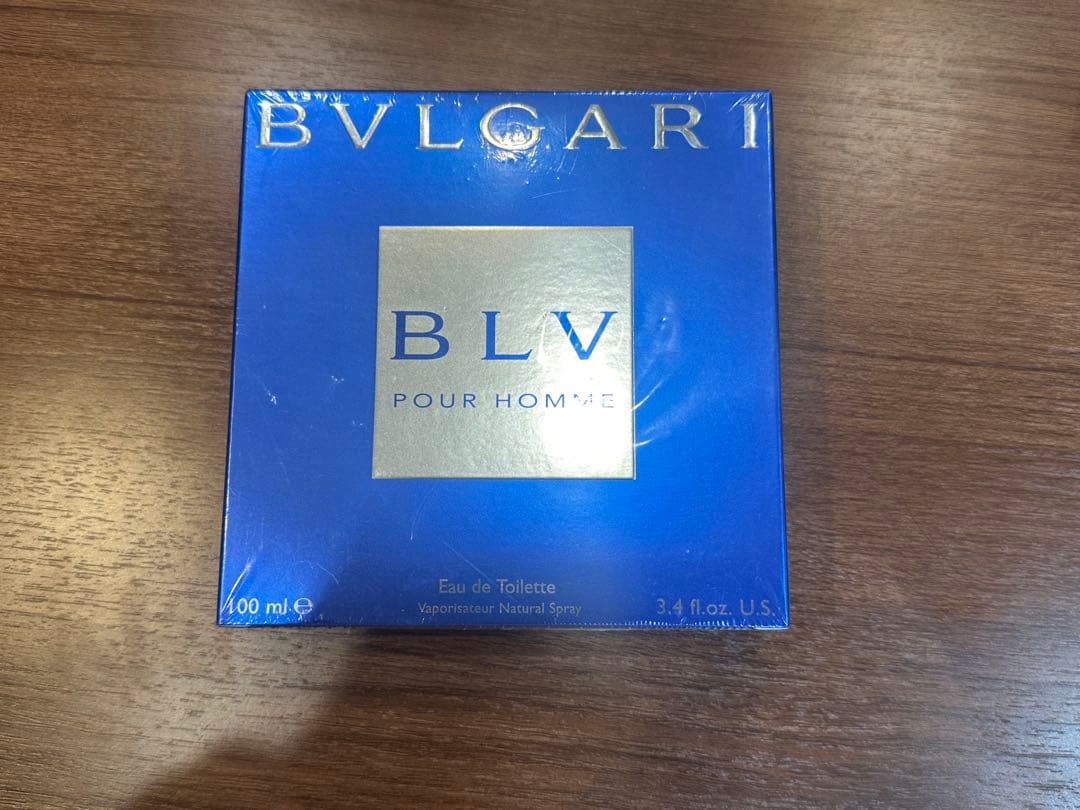 BVLGARI
BLV
POUR HOMME
Eau de Toilette
100 ml e Vaporisateur Natural Spray 3.4 fl.oz. U.S.